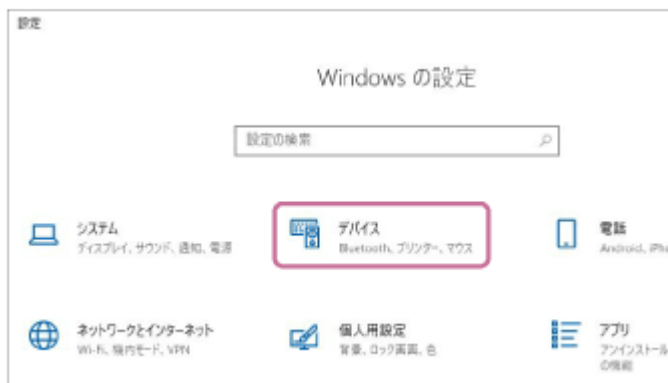 設定
Windows の設定
設定の検索
システム
ディスプレイ、サウンド、通知、電源
デバイス
Bluetooth、プリンター、マウス
電話
Android, iPho
ネットワークとインターネット
Wi-Fi、機内モード、VPN
個人用設定
背景、ロック画面、色
アプリ
アンインストール
の機能